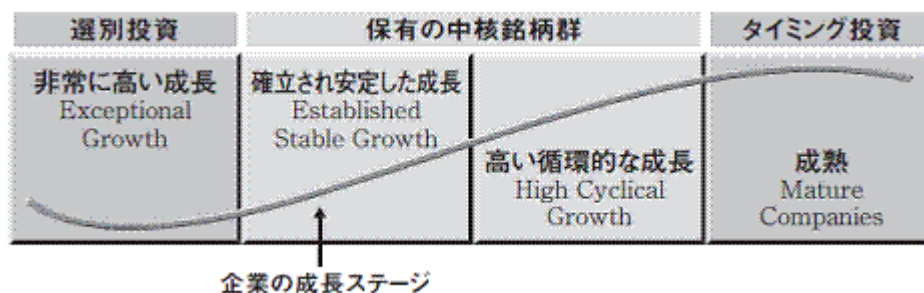 選別投資
保有の中核銘柄群
タイミング投資
非常に高い成長
Exceptional
Growth
確立され安定した成長
Established
Stable Growth
高い循環的な成長
High Cyclical
Growth
成熟
Mature
Companies
企業の成長ステージ